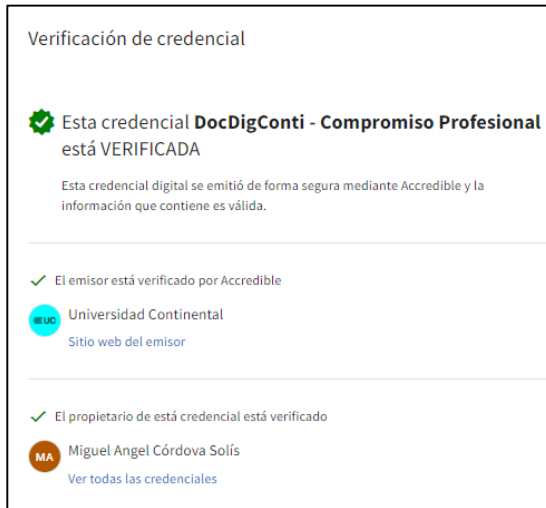 Verificación de credencial
Esta credencial DocDigConti - Compromiso Profesional
está VERIFICADA
Esta credencial digital se emitió de forma segura mediante Accredible y la
información que contiene es válida.
El emisor está verificado por Accredible
UC
Universidad Continental
Sitio web del emisor
El propietario de está credencial está verificado
MA
Miguel Angel Córdova Solís
Ver todas las credenciales